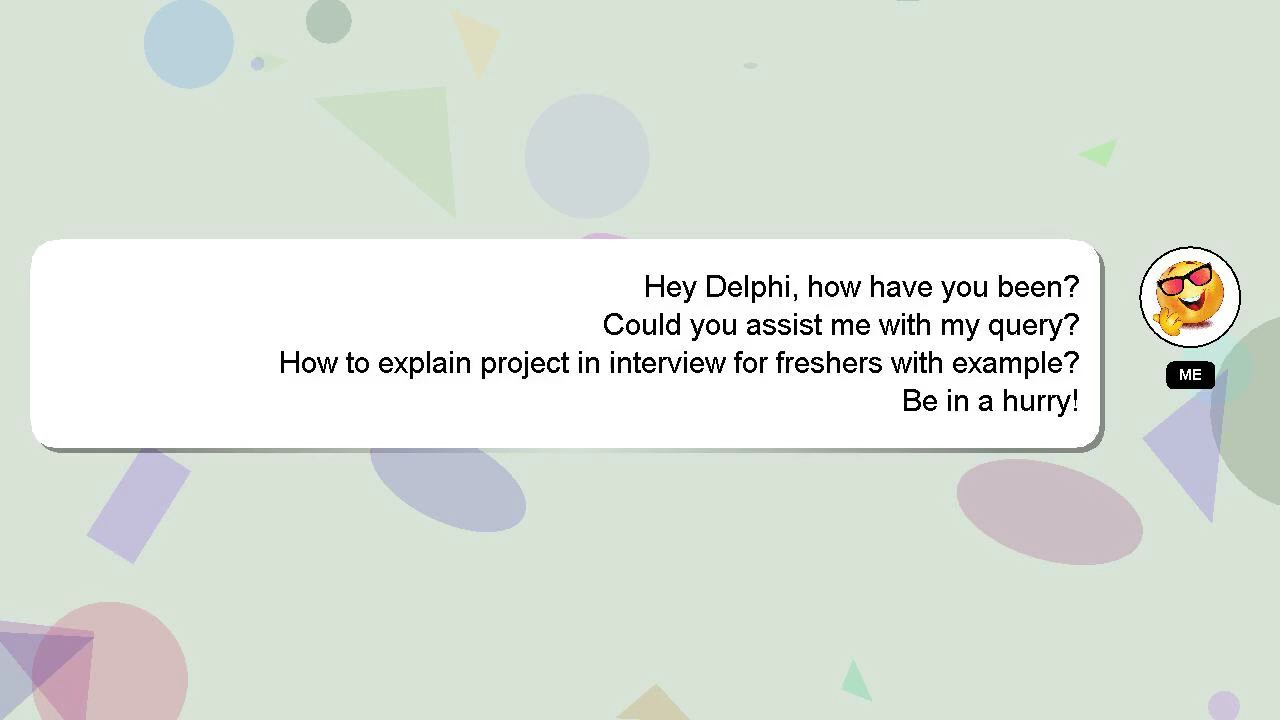 Hey Delphi, how have you been?
Could you assist me with my query?
How to explain project in interview for freshers with example?
Be in a hurry!
ME